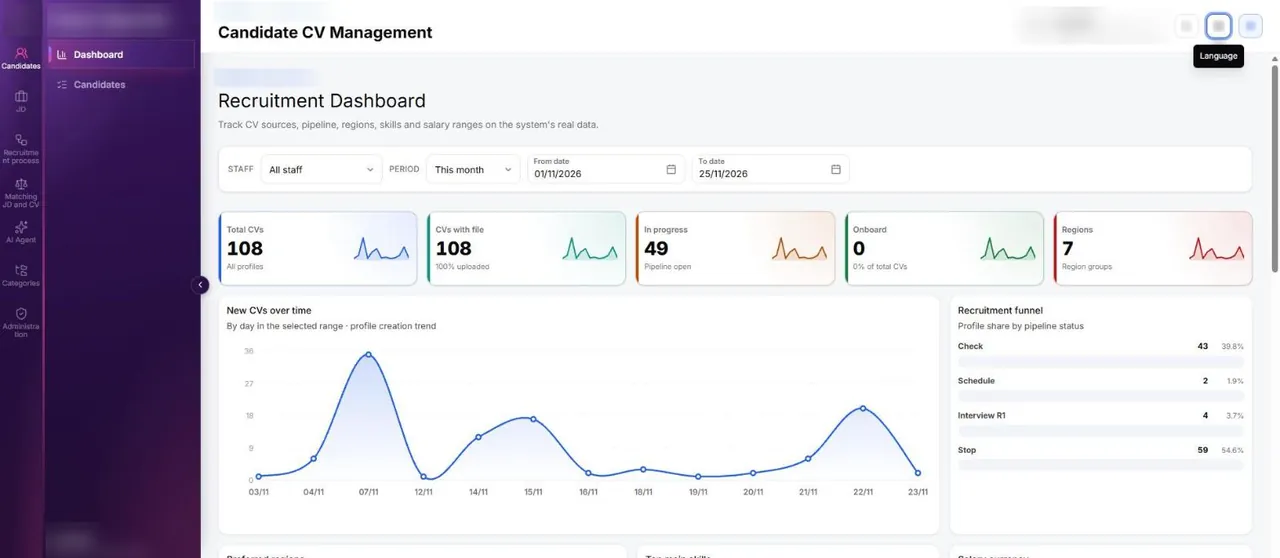 Candidate CV Management
Language
Candidates
JD
Recruitme
nt process
Matching
JD and CV
AI Agent
Categories
Administra
tion
Dashboard
Candidates
Recruitment Dashboard
Track CV sources, pipeline, regions, skills and salary ranges on the system's real data.
STAFF All staff PERIOD This month From date 01/11/2026 To date 25/11/2026
Total CVs
108
All profiles
CVs with file
108
100% uploaded
In progress
49
Pipeline open
Onboard
0
0% of total CVs
Regions
7
Region groups
New CVs over time
By day in the selected range · profile creation trend
36
27
18
9
0
03/11 04/11 07/11 12/11 14/11 15/11 16/11 18/11 19/11 20/11 21/11 22/11 23/11
Recruitment funnel
Profile share by pipeline status
Check 43 39.8%
Schedule 2 1.9%
Interview R1 4 3.7%
Stop 59 54.6%
Preferred regions
Top main skills
Salary currency